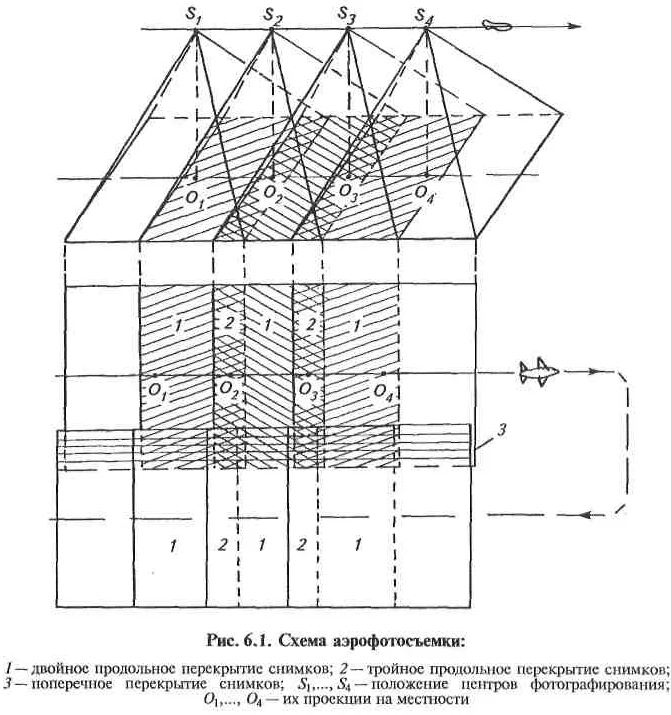 S1 S2 S3 S4
O1 O2 O3 O4
1 2 1 2 1
O1 O2 O3 O4
3
1 2 1 2 1
Рис. 6.1. Схема аэрофотосъемки:
1 — двойное продольное перекрытие снимков; 2 — тройное продольное перекрытие снимков;
3 — поперечное перекрытие снимков; S1,..., S4 — положение центров фотографирования;
O1,..., O4 — их проекции на местности